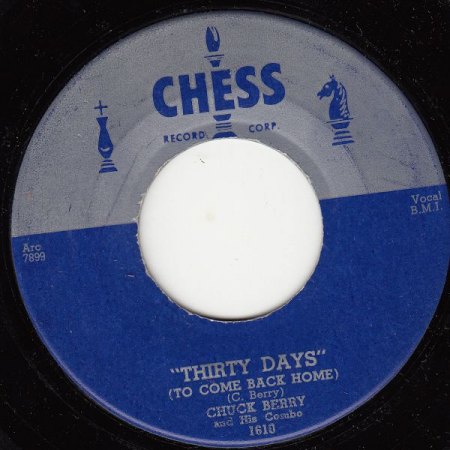 CHESS
RECORD CORP.
Vocal
B.M.I.
Arc
7899
"THIRTY DAYS"
(TO COME BACK HOME)
(C. Berry)
CHUCK BERRY
and His Combo
1610